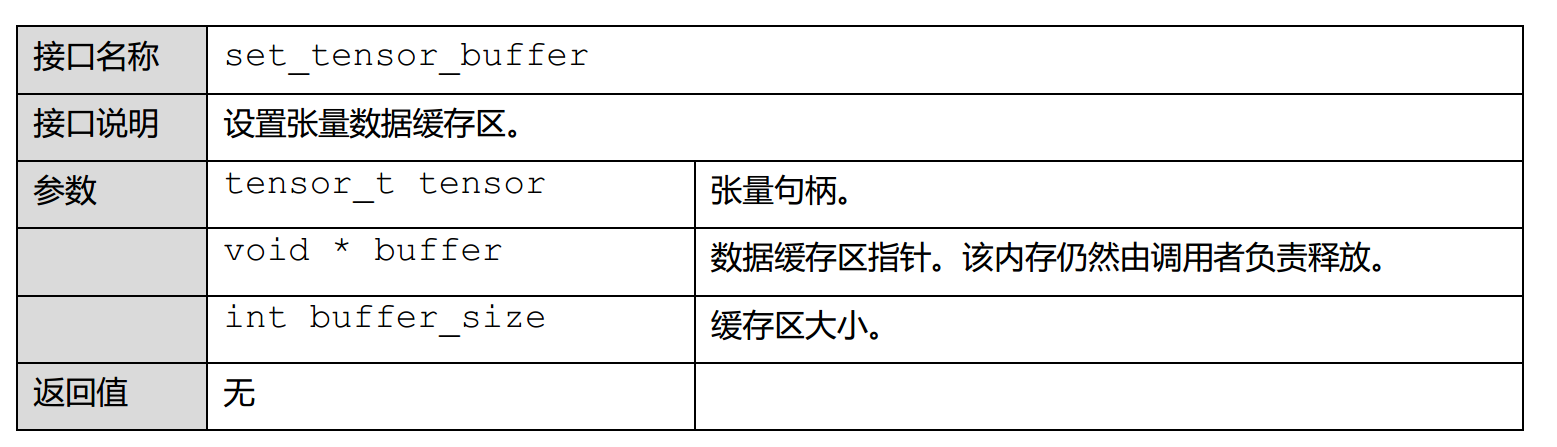 接口名称 set_tensor_buffer
接口说明 设置张量数据缓存区。
参数 tensor_t tensor 张量句柄。
void * buffer 数据缓存区指针。该内存仍然由调用者负责释放。
int buffer_size 缓存区大小。
返回值 无